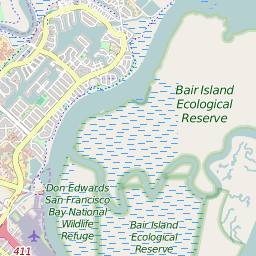 Bair Island
Ecological
Reserve
Don Edwards
San Francisco
Bay National
Wildlife
Refuge
Bair Island
Ecological
Reserve
411